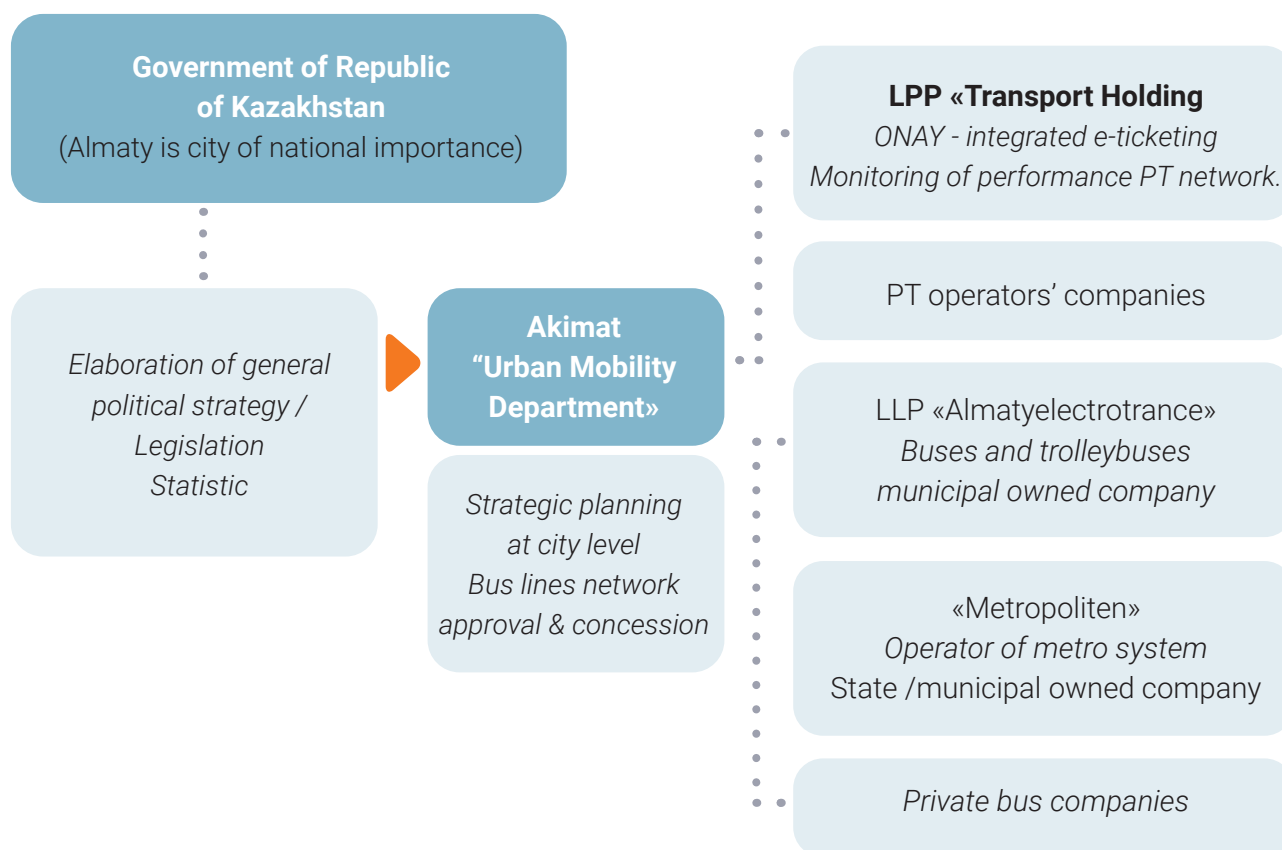 Government of Republic
of Kazakhstan
(Almaty is city of national importance)
Elaboration of general
political strategy /
Legislation
Statistic
Akimat
“Urban Mobility
Department»
Strategic planning
at city level
Bus lines network
approval & concession
LPP «Transport Holding
ONAY - integrated e-ticketing
Monitoring of performance PT network.
PT operators’ companies
LLP «Almatyelectrotrance»
Buses and trolleybuses
municipal owned company
«Metropoliten»
Operator of metro system
State /municipal owned company
Private bus companies